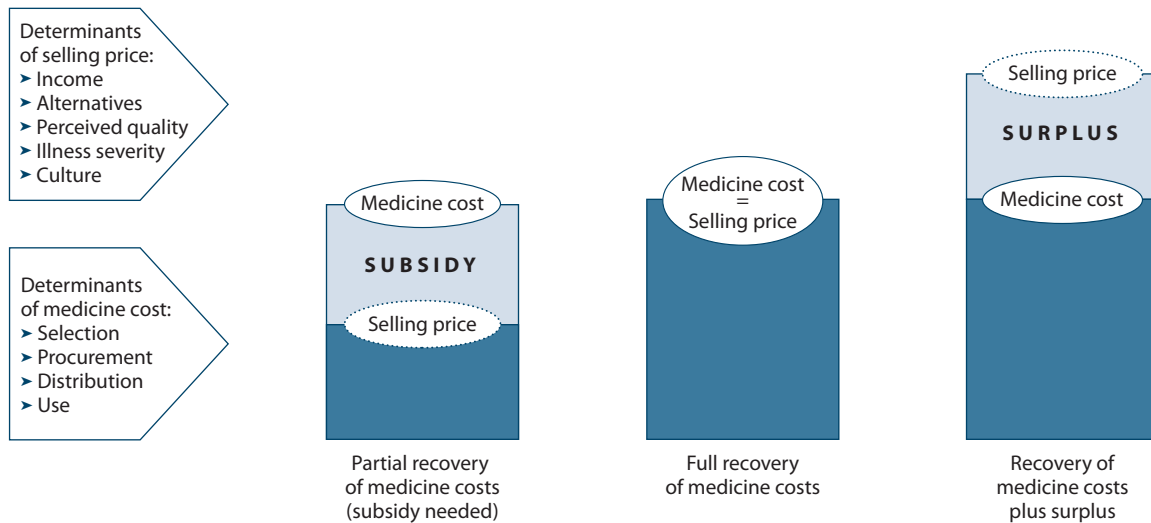 Determinants
of selling price:
➤ Income
➤ Alternatives
➤ Perceived quality
➤ Illness severity
➤ Culture
Determinants
of medicine cost:
➤ Selection
➤ Procurement
➤ Distribution
➤ Use
Medicine cost
SUBSIDY
Selling price
Partial recovery
of medicine costs
(subsidy needed)
Medicine cost
=
Selling price
Full recovery
of medicine costs
Selling price
SURPLUS
Medicine cost
Recovery of
medicine costs
plus surplus